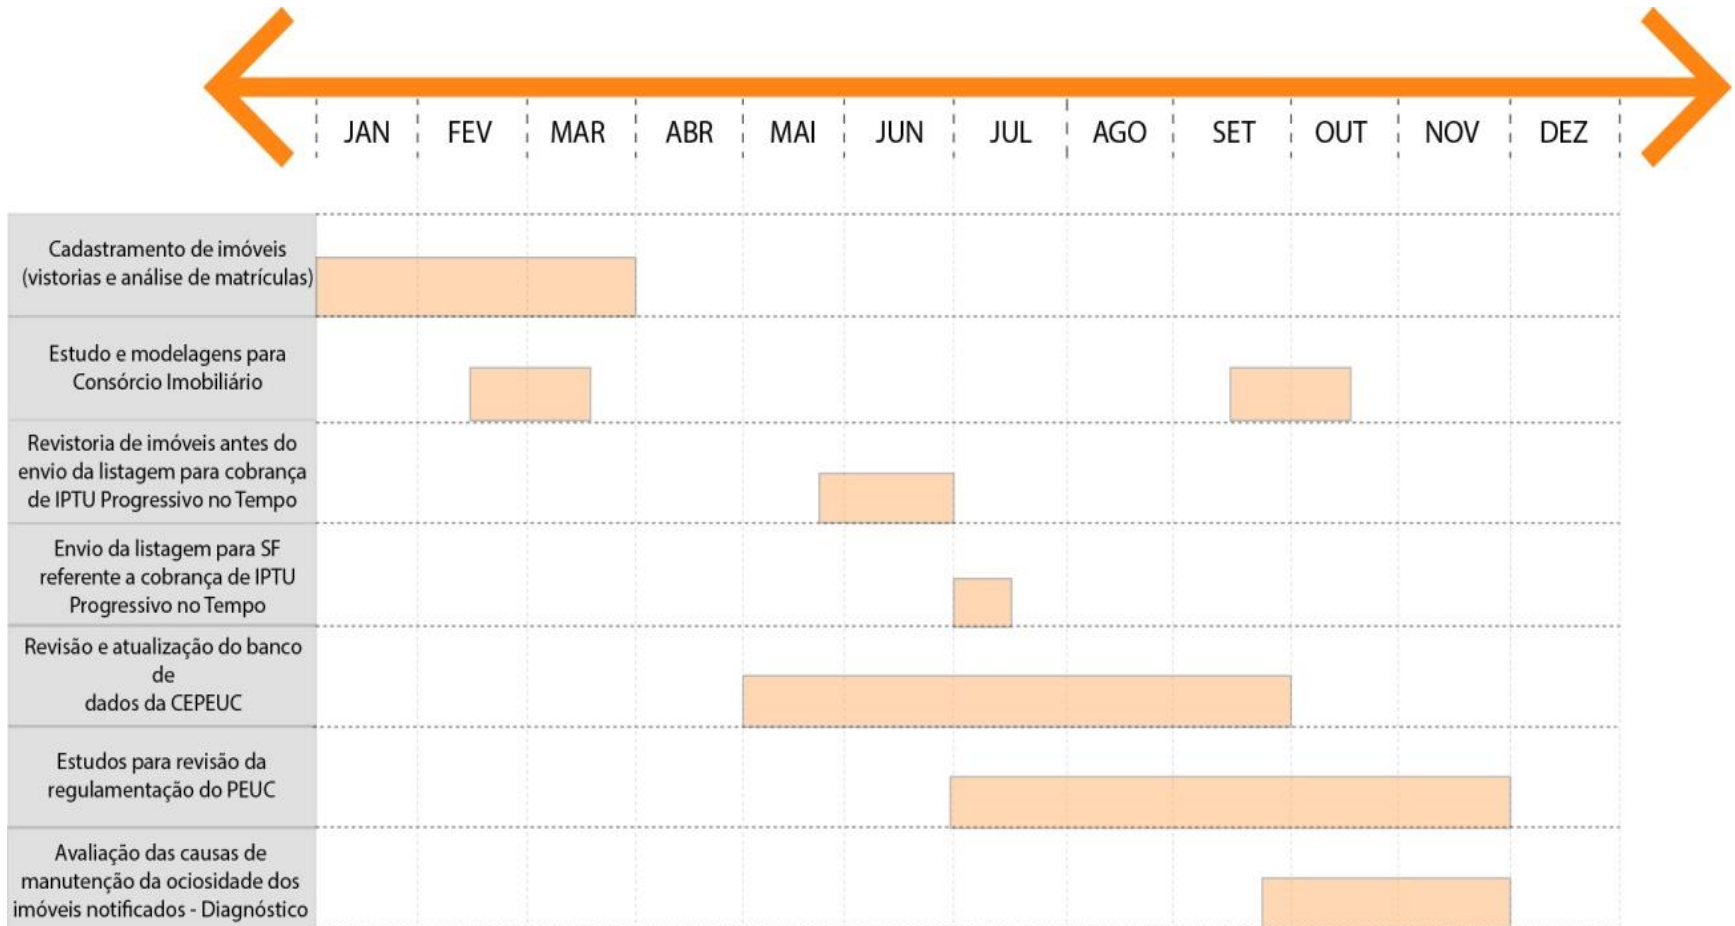 JAN FEV MAR ABR MAI JUN JUL AGO SET OUT NOV DEZ
Cadastramento de imóveis
(vistorias e análise de matrículas)
Estudo e modelagens para
Consórcio Imobiliário
Revistoria de imóveis antes do
envio da listagem para cobrança
de IPTU Progressivo no Tempo
Envio da listagem para SF
referente a cobrança de IPTU
Progressivo no Tempo
Revisão e atualização do banco
de
dados da CEPEUC
Estudos para revisão da
regulamentação do PEUC
Avaliação das causas de
manutenção da ociosidade dos
imóveis notificados - Diagnóstico